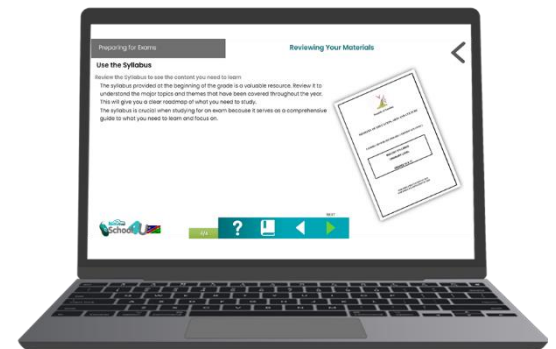 Preparing for Exams
Reviewing Your Materials
Use the Syllabus
Review the Syllabus to see the content you need to learn
The syllabus provided at the beginning of the grade is a valuable resource. Review it to
understand the major topics and themes that have been covered throughout the year.
This will give you a clear roadmap of what you need to study.
The syllabus is crucial when studying for an exam because it serves as a comprehensive
guide to what you need to learn and focus on.
NEXT
School
?